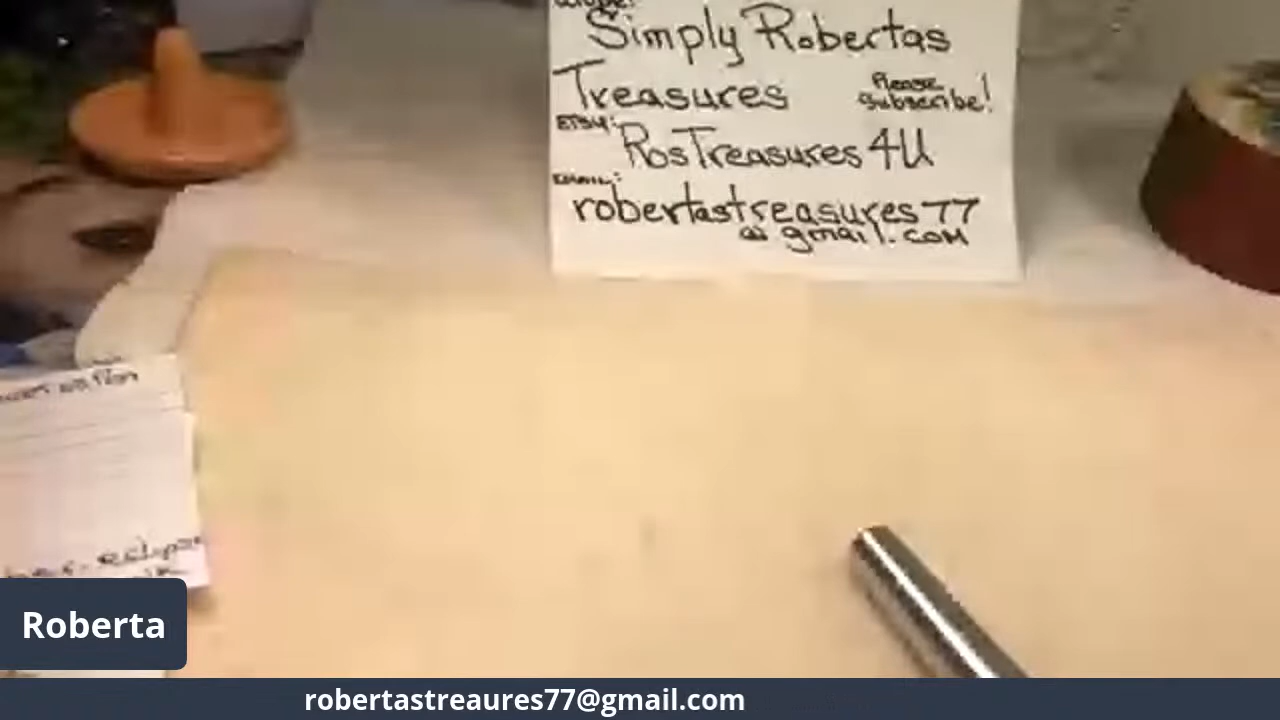 Simply Robertas
Treasures
Please
Subscribe!
ETSY:
RosTreasures4U
EMAIL:
robertastreasures77
@ gmail.com
Roberta
robertastreaures77@gmail.com